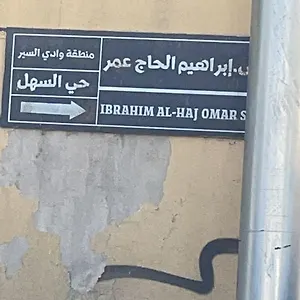 ش.إبراهيم الحاج عمر
منطقة وادي السير
حي السهل
IBRAHIM AL-HAJ OMAR S